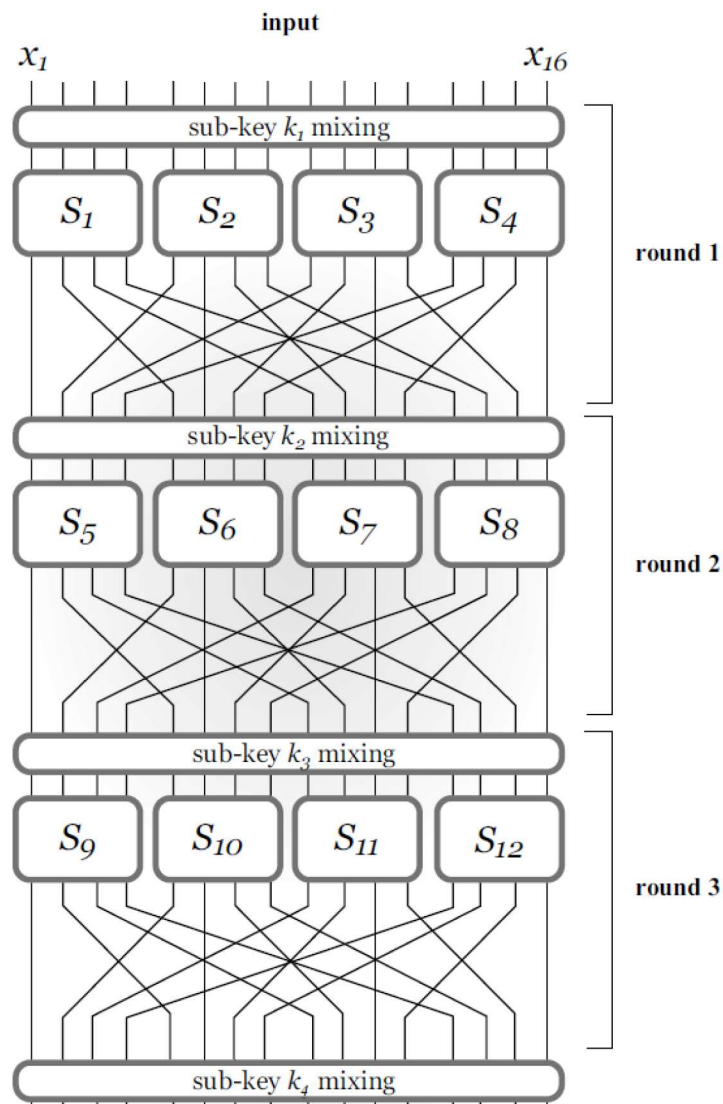 input
x1 x16
sub-key k1 mixing
S1 S2 S3 S4
round 1
sub-key k2 mixing
S5 S6 S7 S8
round 2
sub-key k3 mixing
S9 S10 S11 S12
round 3
sub-key k4 mixing